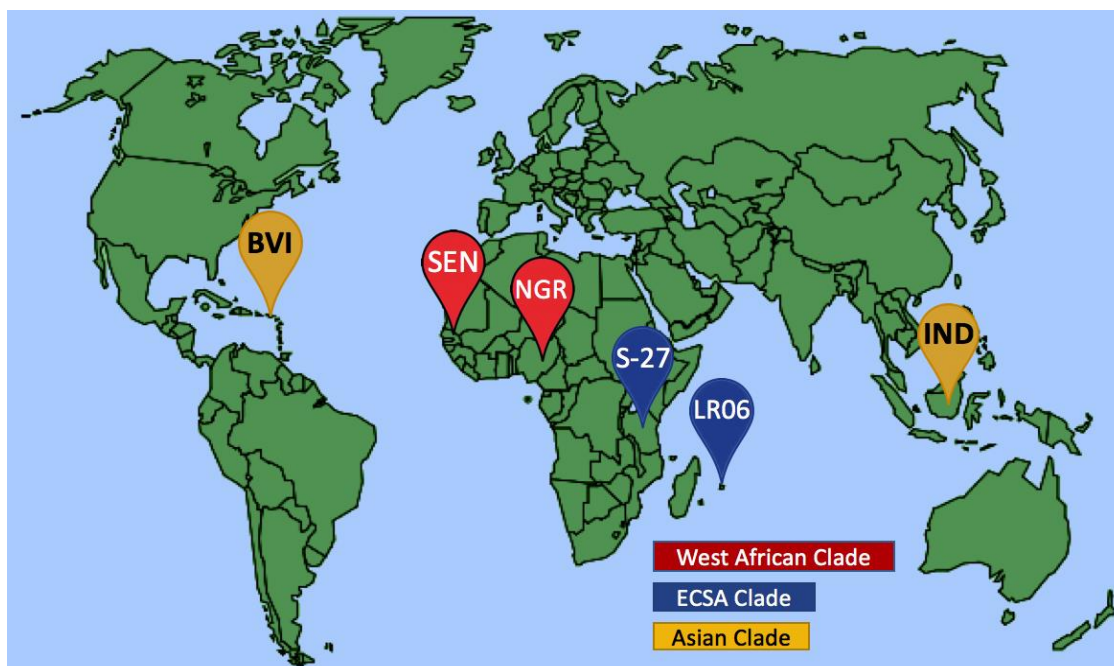 BVI
SEN
NGR
IND
S-27
LR06
West African Clade
ECSA Clade
Asian Clade